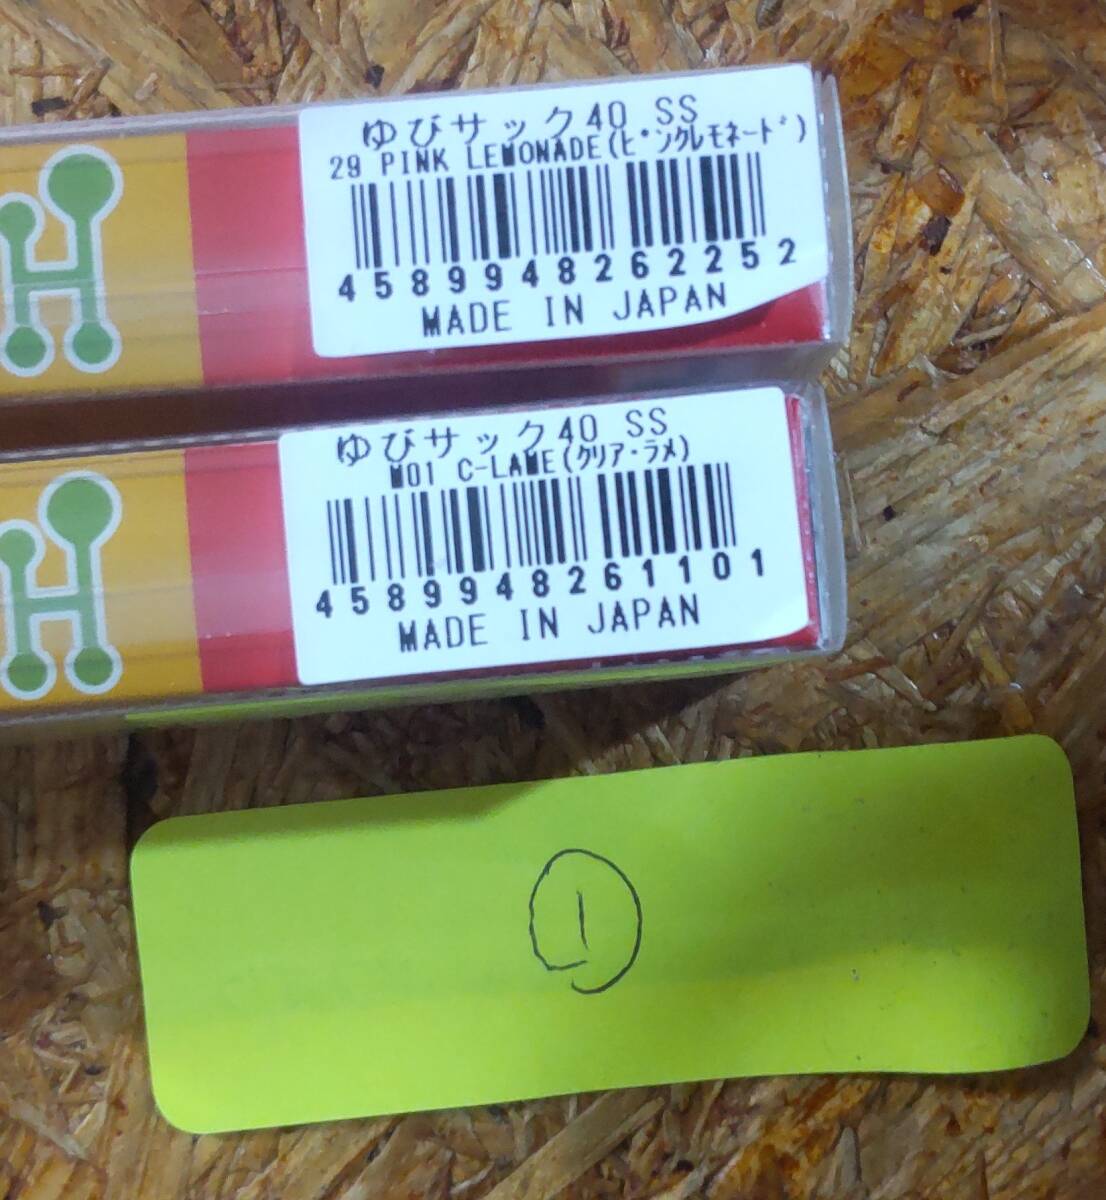 ゆびサック40 SS
29 PINK LEMONADE(ﾋﾟﾝｸﾚﾓﾈｰﾄﾞ)
4589948262252
MADE IN JAPAN
ゆびサック40 SS
M01 C-LAME(ｸﾘｱ･ﾗﾒ)
4589948261101
MADE IN JAPAN
①